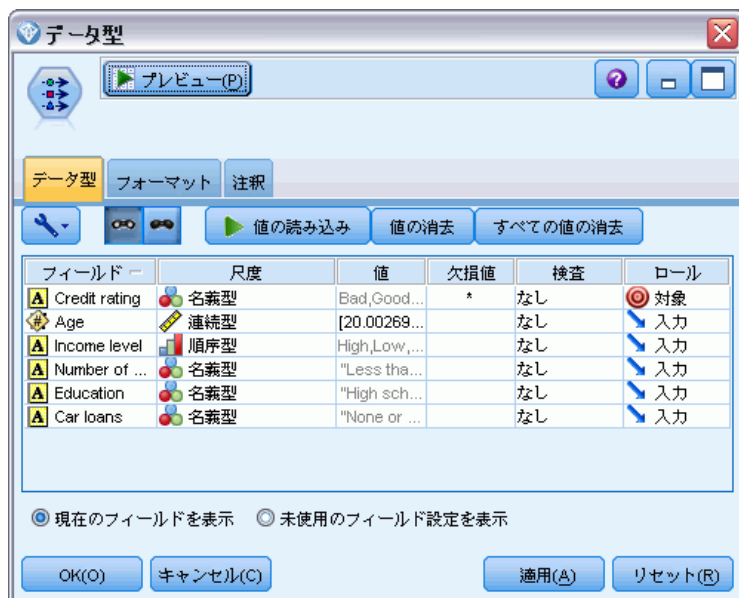 データ型
プレビュー(P)
データ型 フォーマット 注釈
値の読み込み 値の消去 すべての値の消去
フィールド 尺度 値 欠損値 検査 ロール
A Credit rating 名義型 Bad,Good... * なし 対象
# Age 連続型 [20.00269... なし 入力
A Income level 順序型 High,Low,... なし 入力
A Number of ... 名義型 "Less tha... なし 入力
A Education 名義型 "High sch... なし 入力
A Car loans 名義型 "None or ... なし 入力
現在のフィールドを表示 未使用のフィールド設定を表示
OK(O) キャンセル(C) 適用(A) リセット(R)